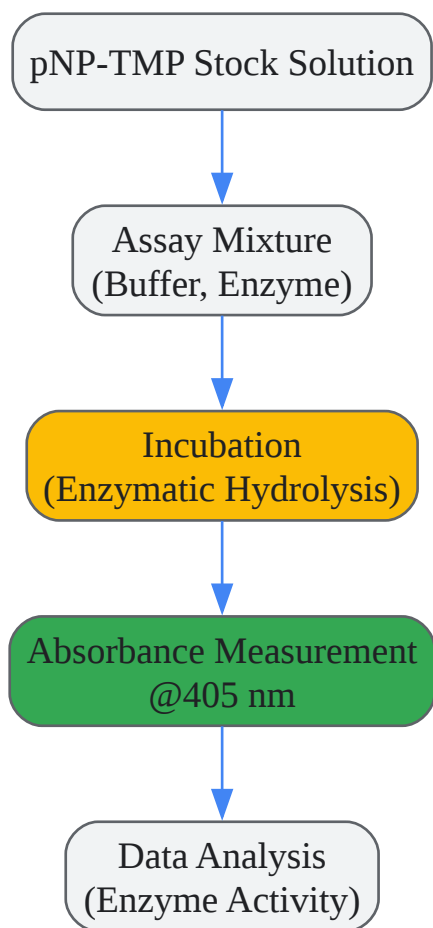 pNP-TMP Stock Solution
Assay Mixture
(Buffer, Enzyme)
Incubation
(Enzymatic Hydrolysis)
Absorbance Measurement
@405 nm
Data Analysis
(Enzyme Activity)